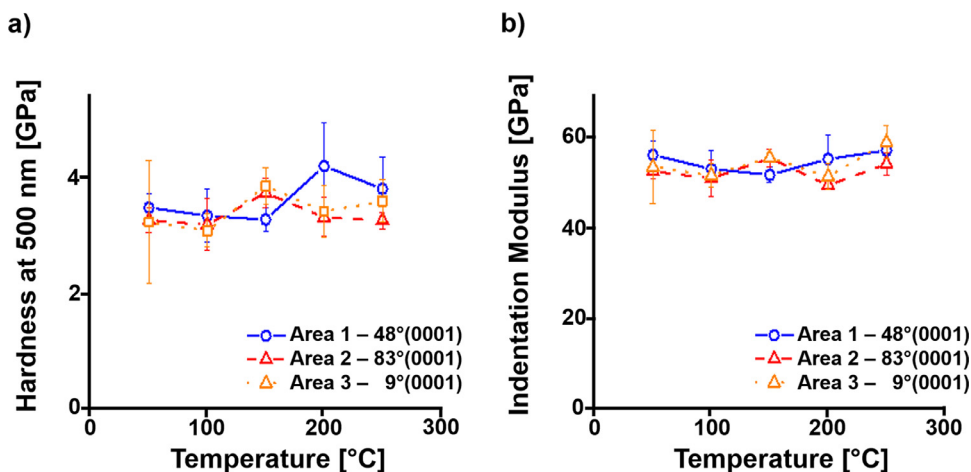 a)
Hardness at 500 nm [GPa]
4
2
0
0
100
200
300
Temperature [°C]
Area 1 – 48°(0001)
Area 2 – 83°(0001)
Area 3 – 9°(0001)
b)
Indentation Modulus [GPa]
60
40
20
0
0
100
200
300
Temperature [°C]
Area 1 – 48°(0001)
Area 2 – 83°(0001)
Area 3 – 9°(0001)